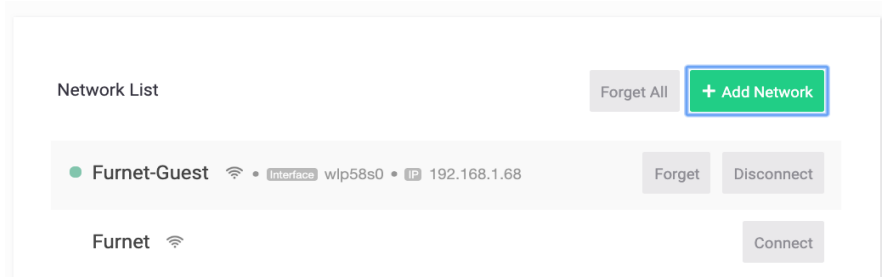 Network List Forget All + Add Network
Furnet-Guest • Interface wlp58s0 • IP 192.168.1.68 Forget Disconnect
Furnet Connect